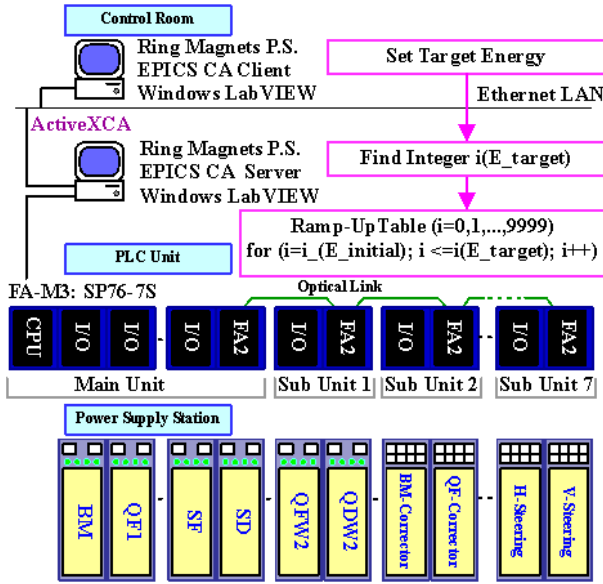 Control Room
Ring Magnets P.S.
EPICS CA Client
Windows LabVIEW
Set Target Energy
Ethernet LAN
ActiveXCA
Ring Magnets P.S.
EPICS CA Server
Windows LabVIEW
Find Integer i(E_target)
Ramp-Up Table (i=0,1,...,9999)
for (i=i_(E_initial); i <=i(E_target); i++)
PLC Unit
FA-M3: SP76-7S
Optical Link
CPU
I/O
I/O
I/O
FA2
I/O
FA2
I/O
FA2
I/O
FA2
Main Unit
Sub Unit 1
Sub Unit 2
Sub Unit 7
Power Supply Station
BM
QF1
SF
SD
QFW2
QDW2
BM-Corrector
QF-Corrector
H-Steering
V-Steering